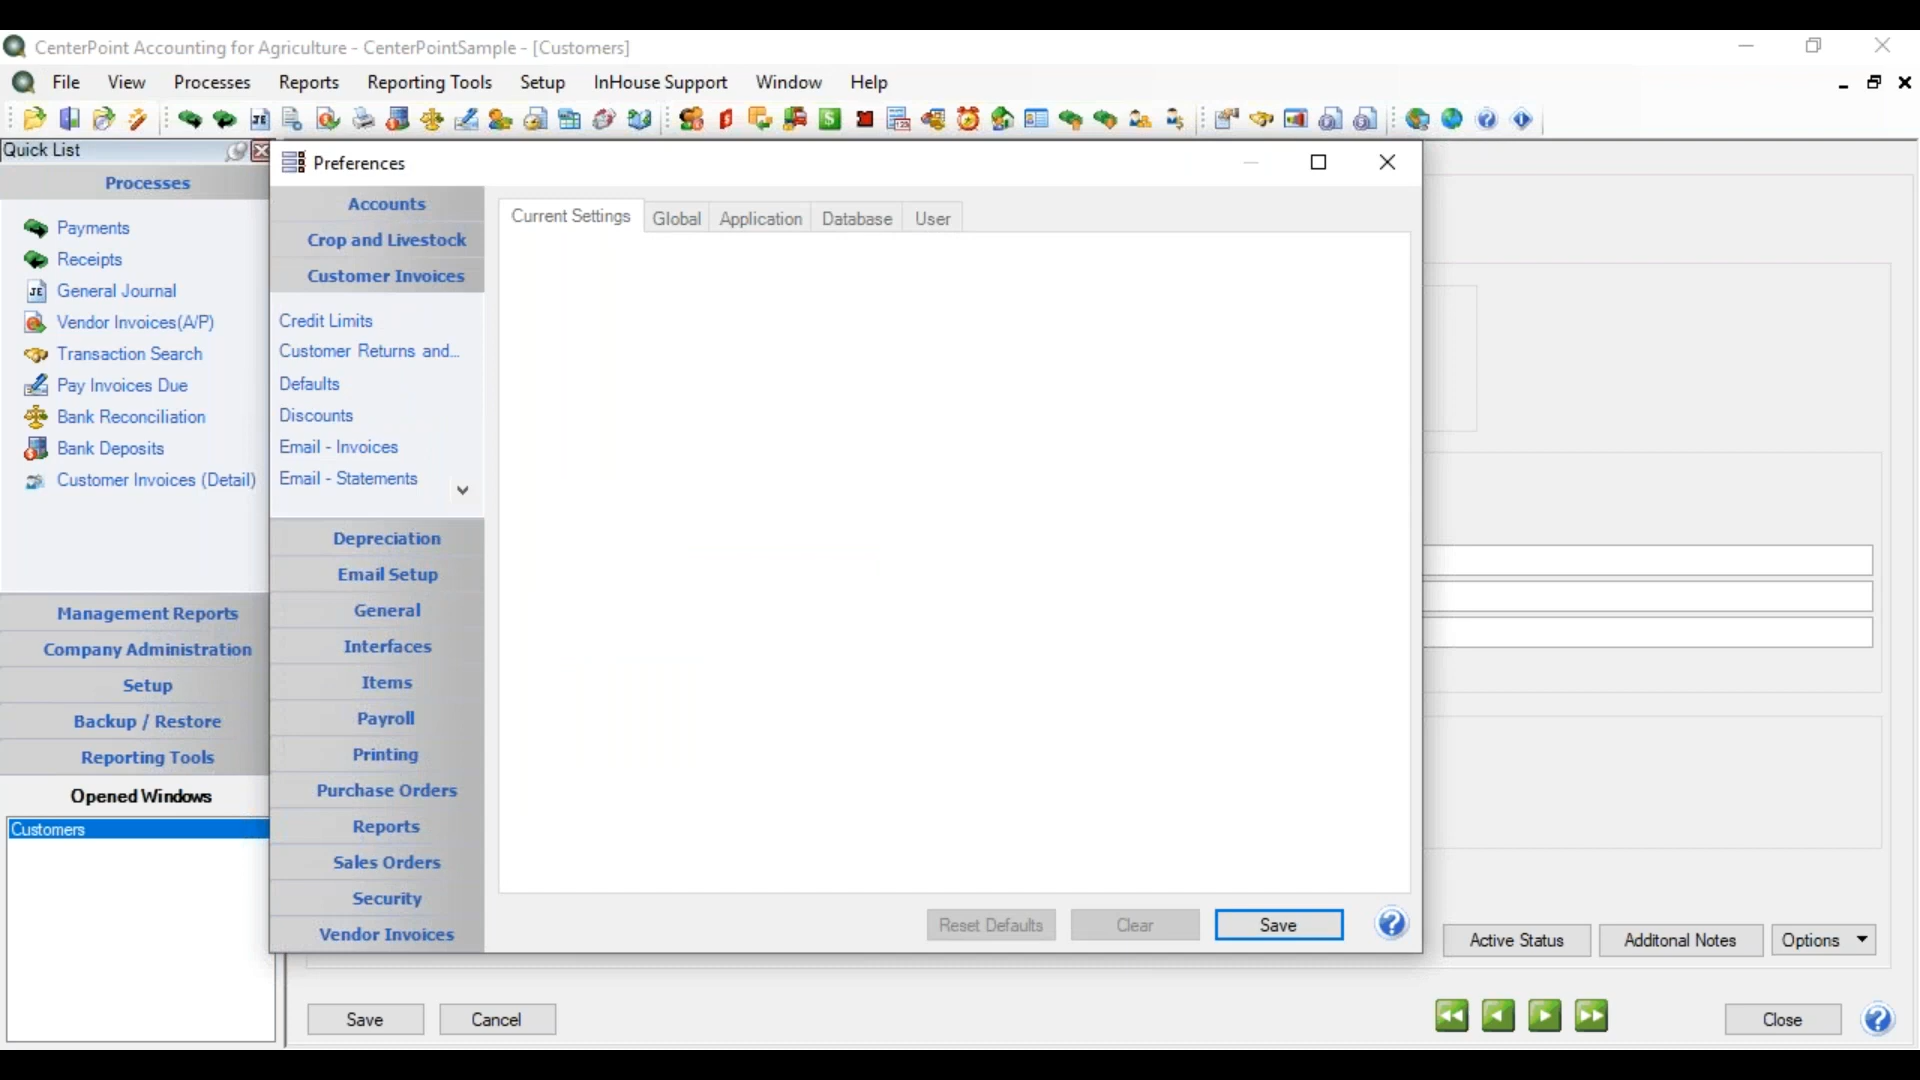 CenterPoint Accounting for Agriculture - CenterPointSample - [Customers]
File View Processes Reports Reporting Tools Setup InHouse Support Window Help
Quick List
Processes
Payments
Receipts
General Journal
Vendor Invoices(A/P)
Transaction Search
Pay Invoices Due
Bank Reconciliation
Bank Deposits
Customer Invoices (Detail)
Management Reports
Company Administration
Setup
Backup / Restore
Reporting Tools
Opened Windows
Customers
Preferences
Accounts
Crop and Livestock
Customer Invoices
Credit Limits
Customer Returns and...
Defaults
Discounts
Email - Invoices
Email - Statements
Depreciation
Email Setup
General
Interfaces
Items
Payroll
Printing
Purchase Orders
Reports
Sales Orders
Security
Vendor Invoices
Current Settings Global Application Database User
Reset Defaults Clear Save
Active Status Additonal Notes Options
Save Cancel Close